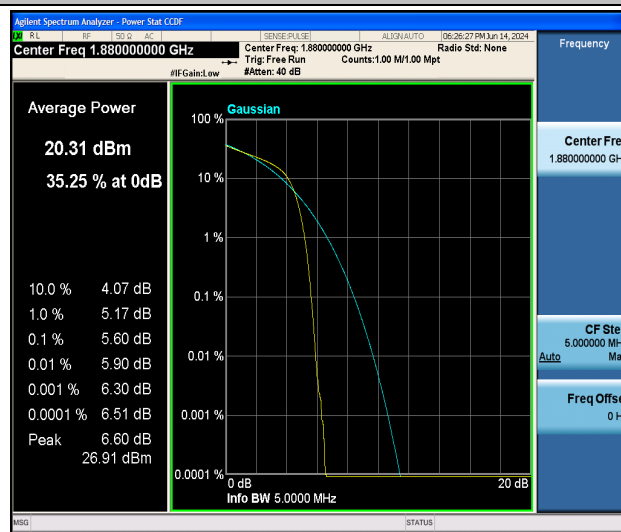 Agilent Spectrum Analyzer - Power Stat CCDF
LXI RL RF 50 Ω AC SENSE:PULSE ALIGN AUTO 06:26:27 PM Jun 14, 2024
Center Freq 1.880000000 GHz
Center Freq: 1.880000000 GHz Radio Std: None
Trig: Free Run Counts:1.00 M/1.00 Mpt
#IFGain:Low #Atten: 40 dB
Frequency
Average Power
20.31 dBm
35.25 % at 0dB
10.0 % 4.07 dB
1.0 % 5.17 dB
0.1 % 5.60 dB
0.01 % 5.90 dB
0.001 % 6.30 dB
0.0001 % 6.51 dB
Peak 6.60 dB
26.91 dBm
Gaussian
100 %
10 %
1 %
0.1 %
0.01 %
0.001 %
0.0001 %
0 dB 20 dB
Info BW 5.0000 MHz
Center Fre
1.880000000 GH
CF Ste
5.000000 MH
Auto Ma
Freq Offse
0 H
MSG STATUS